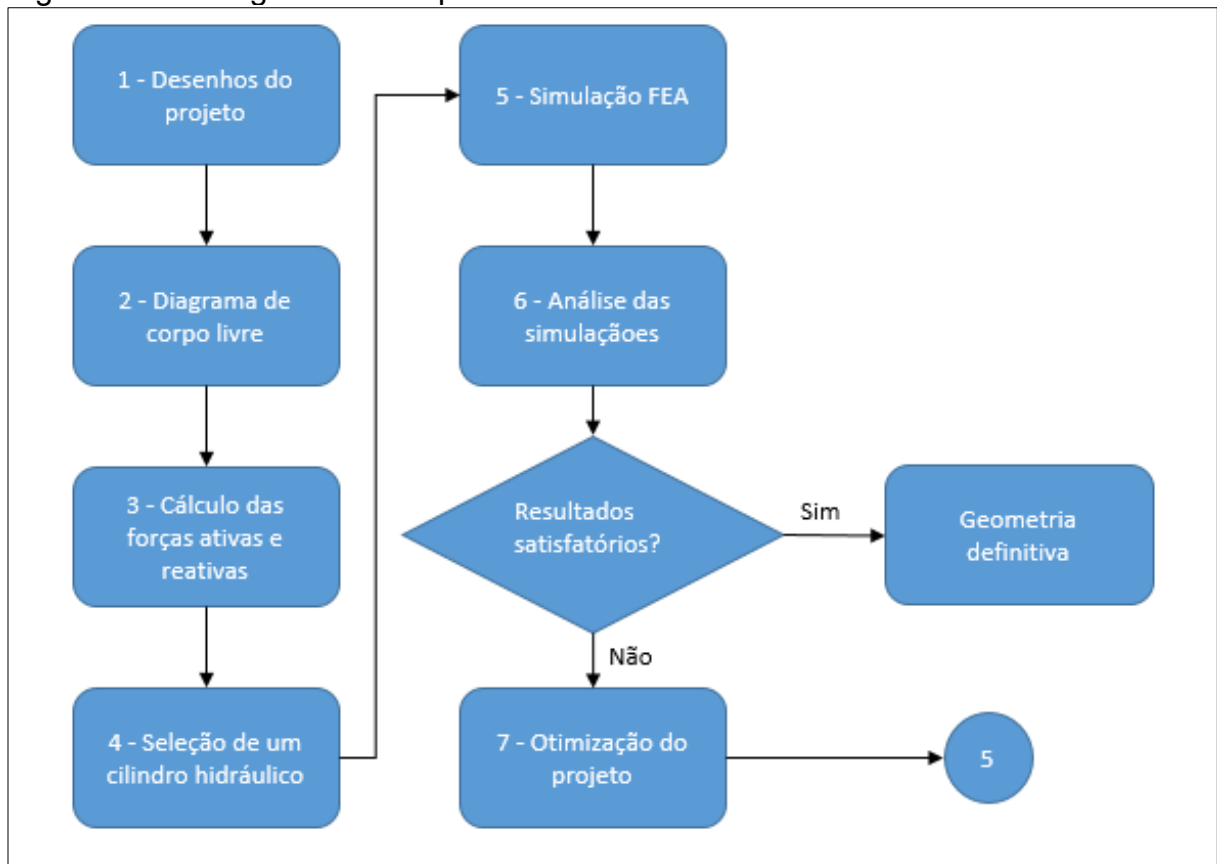 1 - Desenhos do
projeto
2 - Diagrama de
corpo livre
3 - Cálculo das
forças ativas e
reativas
4 - Seleção de um
cilindro hidráulico
5 - Simulação FEA
6 - Análise das
simulaçãoes
Resultados
satisfatórios?
Sim
Geometria
definitiva
Não
7 - Otimização do
projeto
5